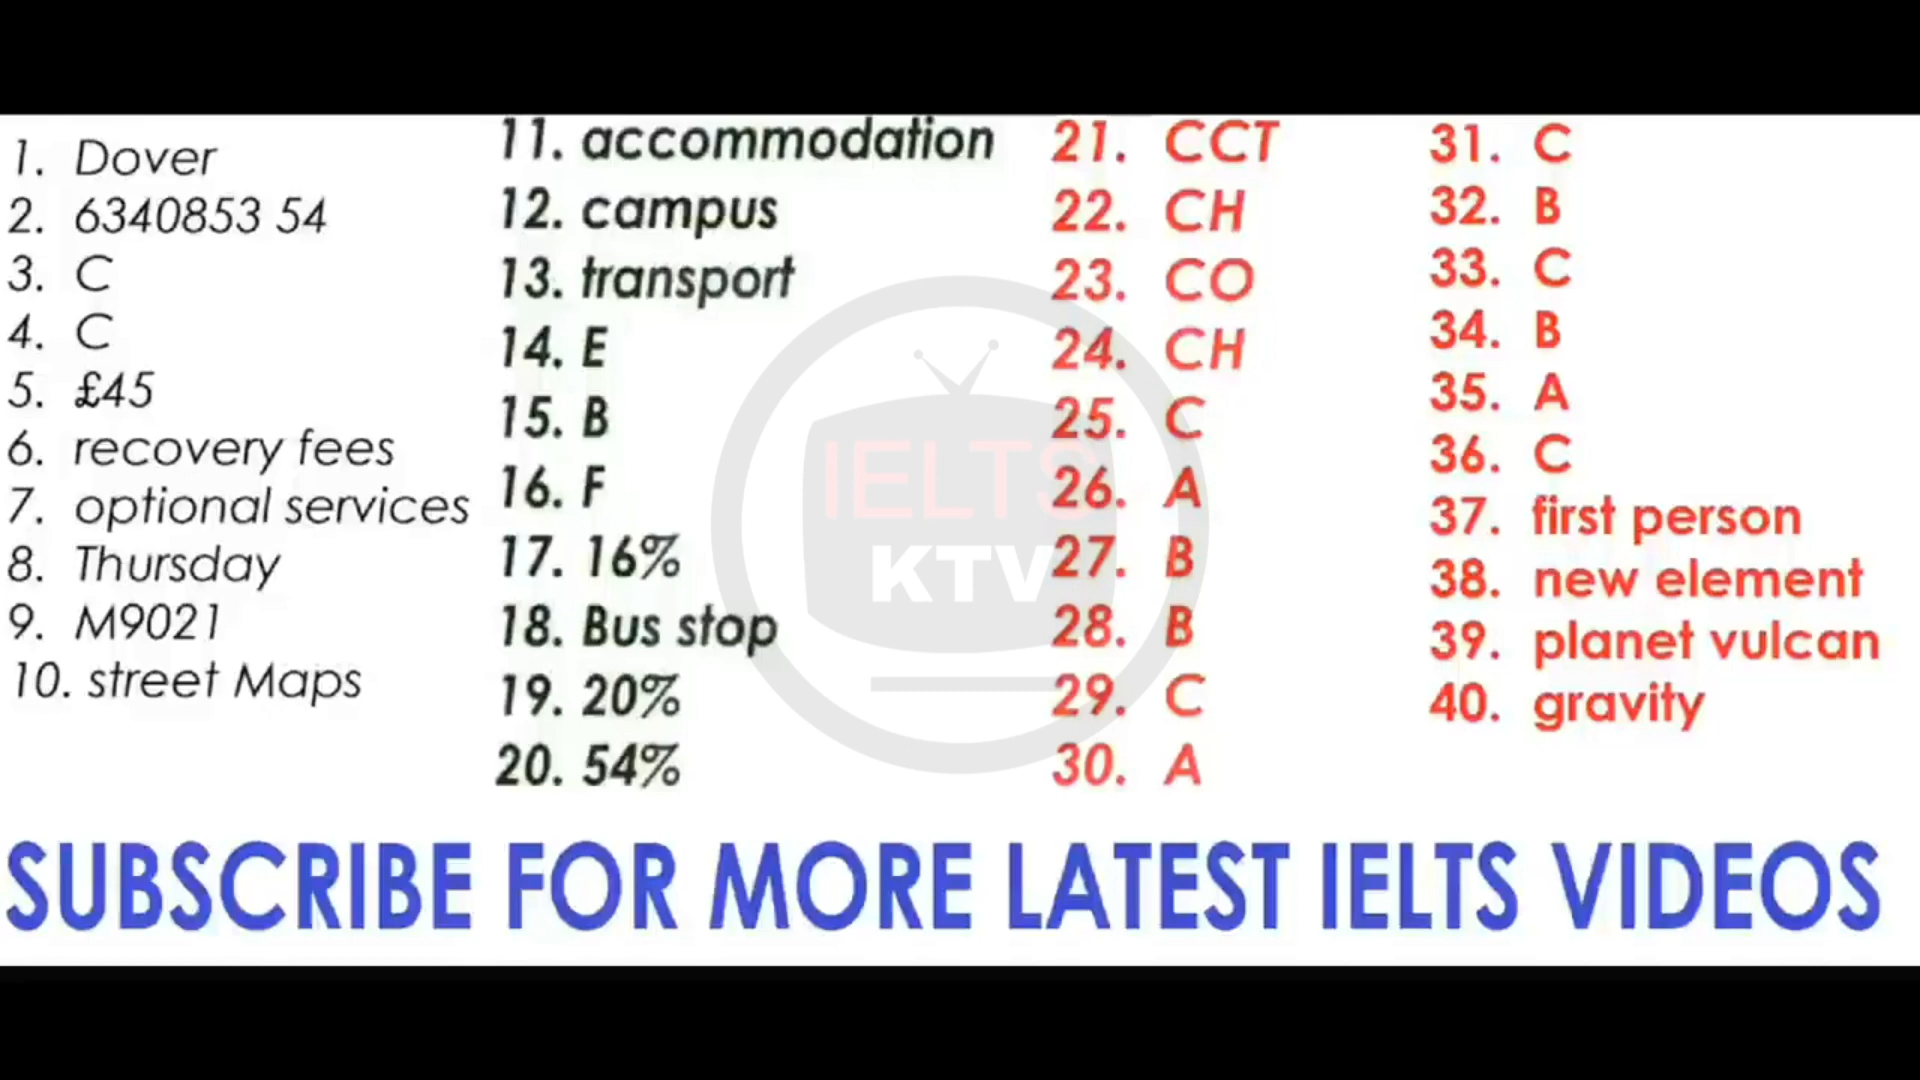 1. Dover
2. 6340853 54
3. C
4. C
5. £45
6. recovery fees
7. optional services
8. Thursday
9. M9021
10. street Maps
11. accommodation
12. campus
13. transport
14. E
15. B
16. F
17. 16%
18. Bus stop
19. 20%
20. 54%
21. CCT
22. CH
23. CO
24. CH
25. C
26. A
27. B
28. B
29. C
30. A
31. C
32. B
33. C
34. B
35. A
36. C
37. first person
38. new element
39. planet vulcan
40. gravity
IELTS
KTV
SUBSCRIBE FOR MORE LATEST IELTS VIDEOS